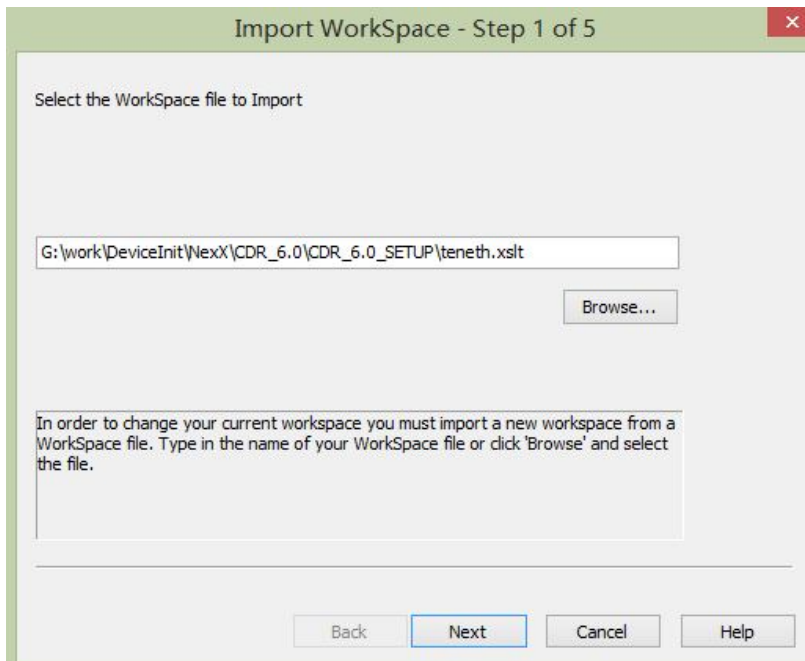 Import WorkSpace - Step 1 of 5
Select the WorkSpace file to Import
G:\work\DeviceInit\NexX\CDR_6.0\CDR_6.0_SETUP\teneth.xslt
Browse...
In order to change your current workspace you must import a new workspace from a
WorkSpace file. Type in the name of your WorkSpace file or click 'Browse' and select
the file.
Back Next Cancel Help